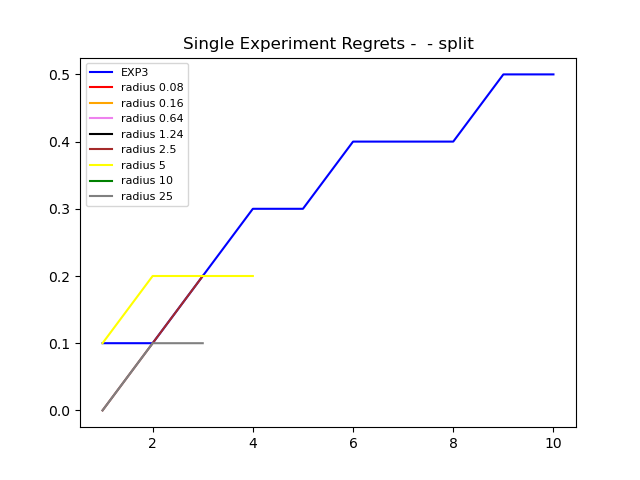 Single Experiment Regrets -  - split
EXP3
radius 0.08
radius 0.16
radius 0.64
radius 1.24
radius 2.5
radius 5
radius 10
radius 25
0.5
0.4
0.3
0.2
0.1
0.0
2 4 6 8 10